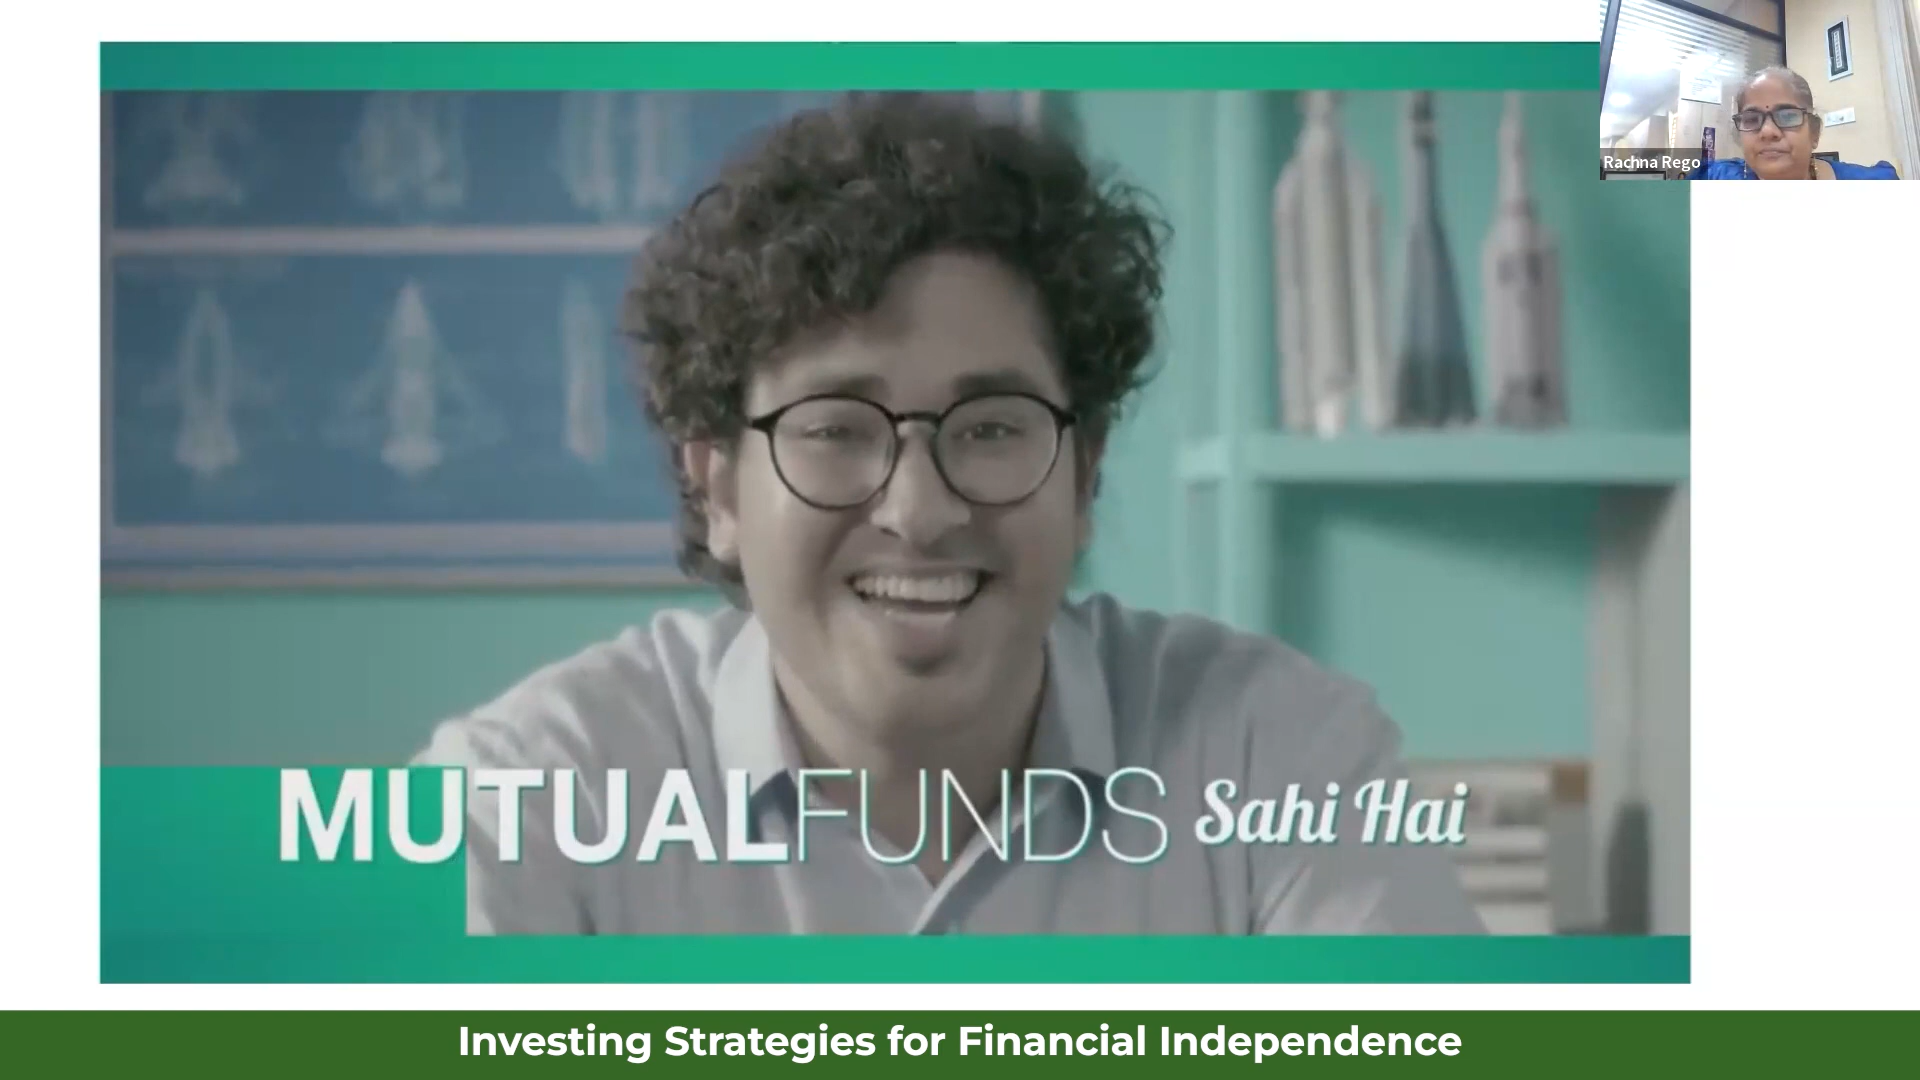 Rachna Rego
MUTUALFUNDS Sahi Hai
Investing Strategies for Financial Independence